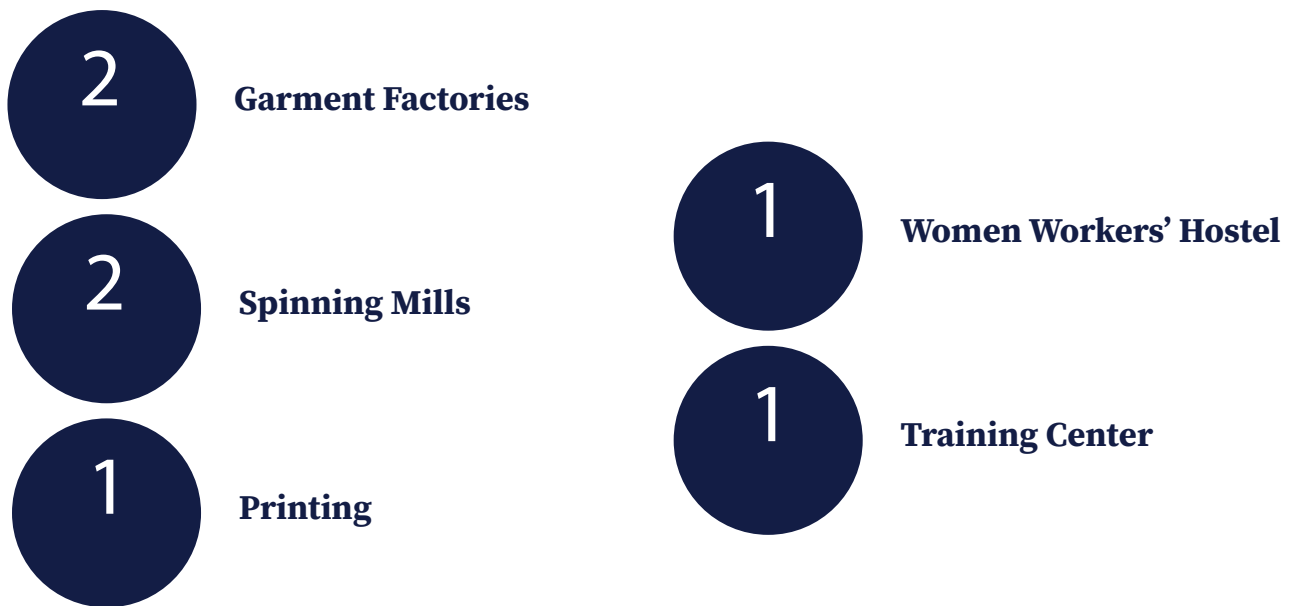 2
Garment Factories
2
Spinning Mills
1
Printing
1
Women Workers’ Hostel
1
Training Center